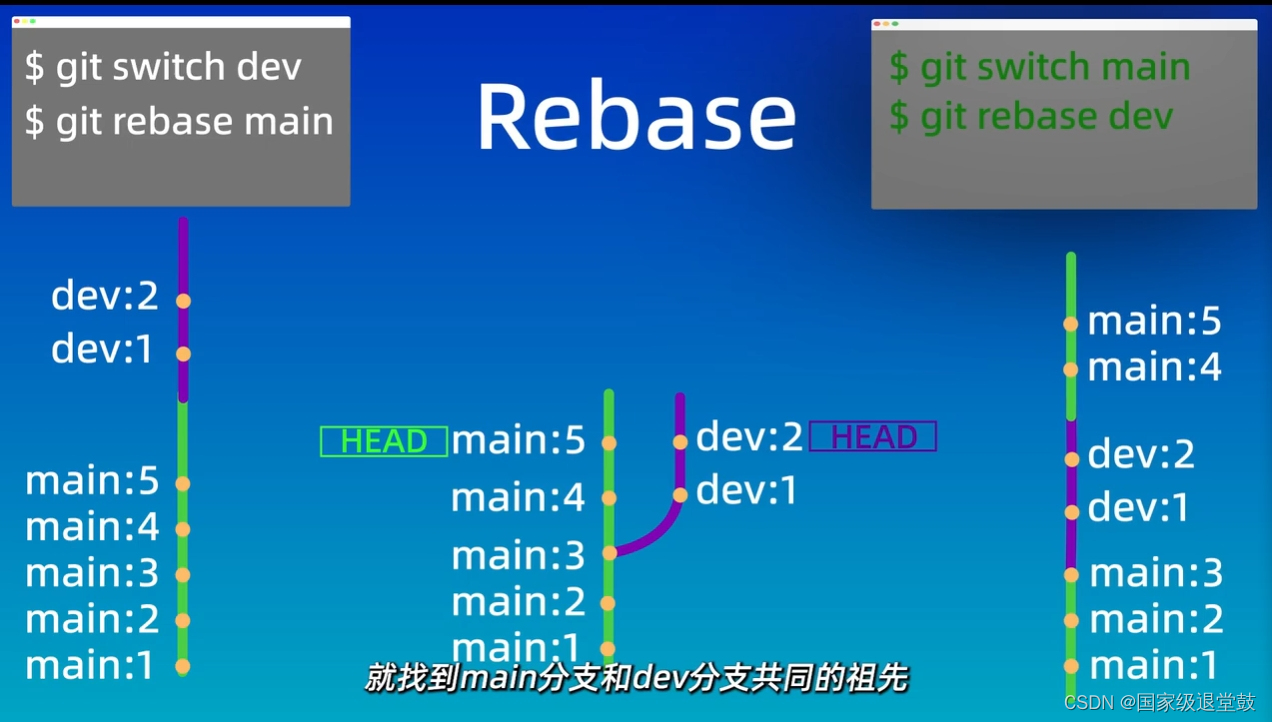 $ git switch dev
$ git rebase main
Rebase
$ git switch main
$ git rebase dev
dev:2
dev:1
main:5
main:4
main:3
main:2
main:1
HEAD main:5
main:4
main:3
main:2
main:1
dev:2 HEAD
dev:1
main:5
main:4
dev:2
dev:1
main:3
main:2
main:1
就找到main分支和dev分支共同的祖先
CSDN @国家级退堂鼓